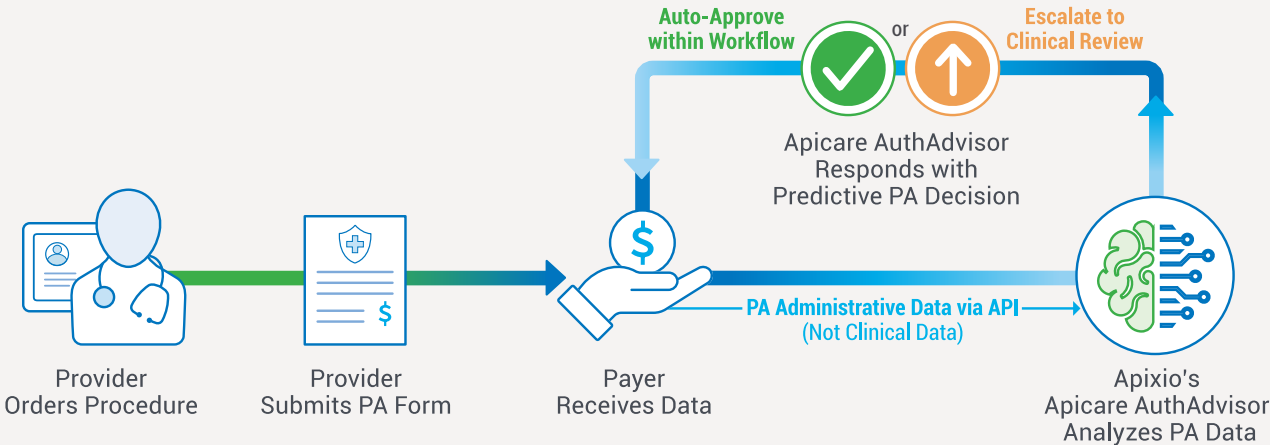 Auto-Approve
within Workflow
or
Escalate to
Clinical Review
Apicare AuthAdvisor
Responds with
Predictive PA Decision
$
$
PA Administrative Data via API
(Not Clinical Data)
Provider
Orders Procedure
Provider
Submits PA Form
Payer
Receives Data
Apixio's
Apicare AuthAdvisor
Analyzes PA Data